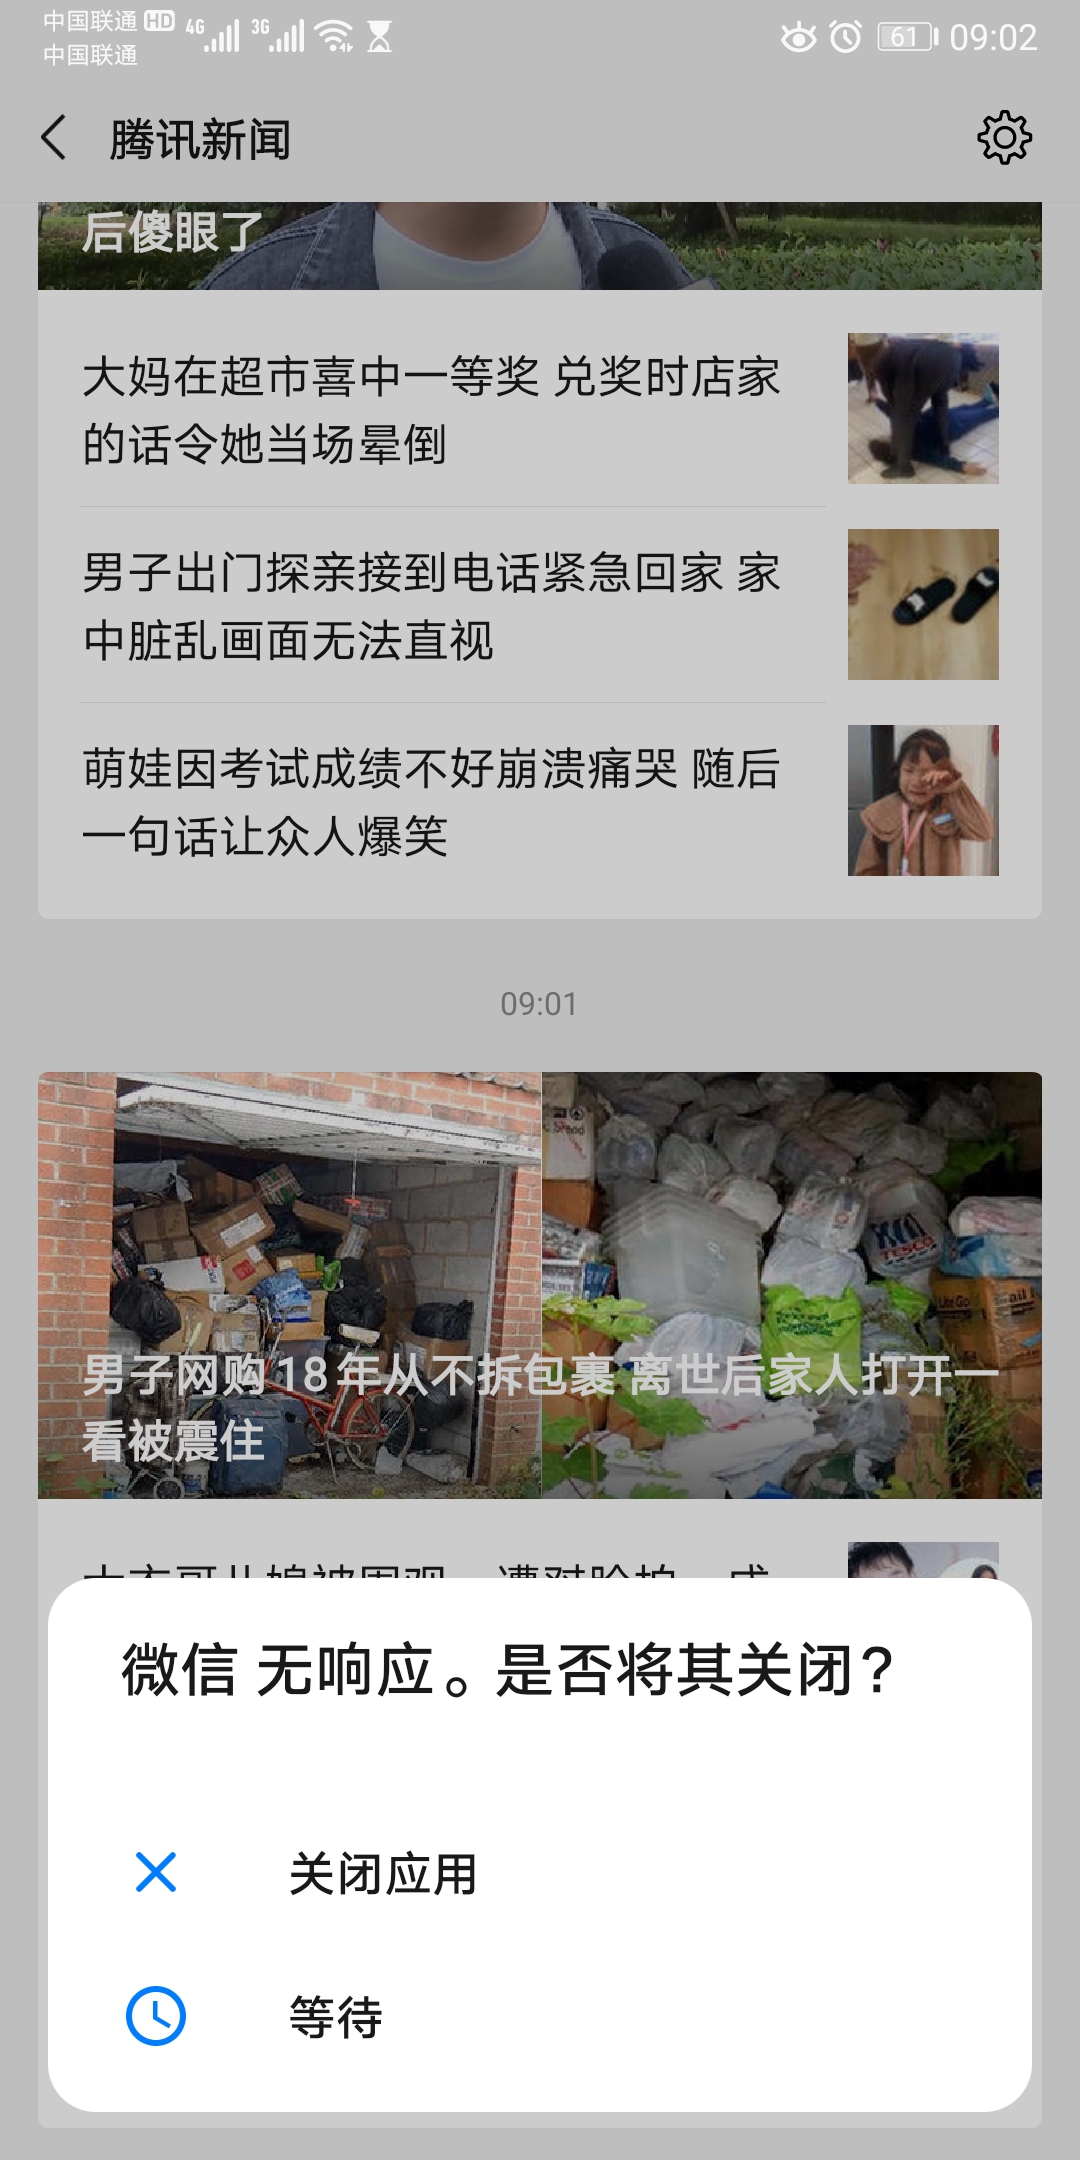 中国联通 HD 4G 3G 61 09:02
中国联通
腾讯新闻
后傻眼了
大妈在超市喜中一等奖 兑奖时店家
的话令她当场晕倒
男子出门探亲接到电话紧急回家 家
中脏乱画面无法直视
萌娃因考试成绩不好崩溃痛哭 随后
一句话让众人爆笑
09:01
TESCO
男子网购18年从不拆包裹 离世后家人打开一
看被震住
微信 无响应。是否将其关闭?
关闭应用
等待